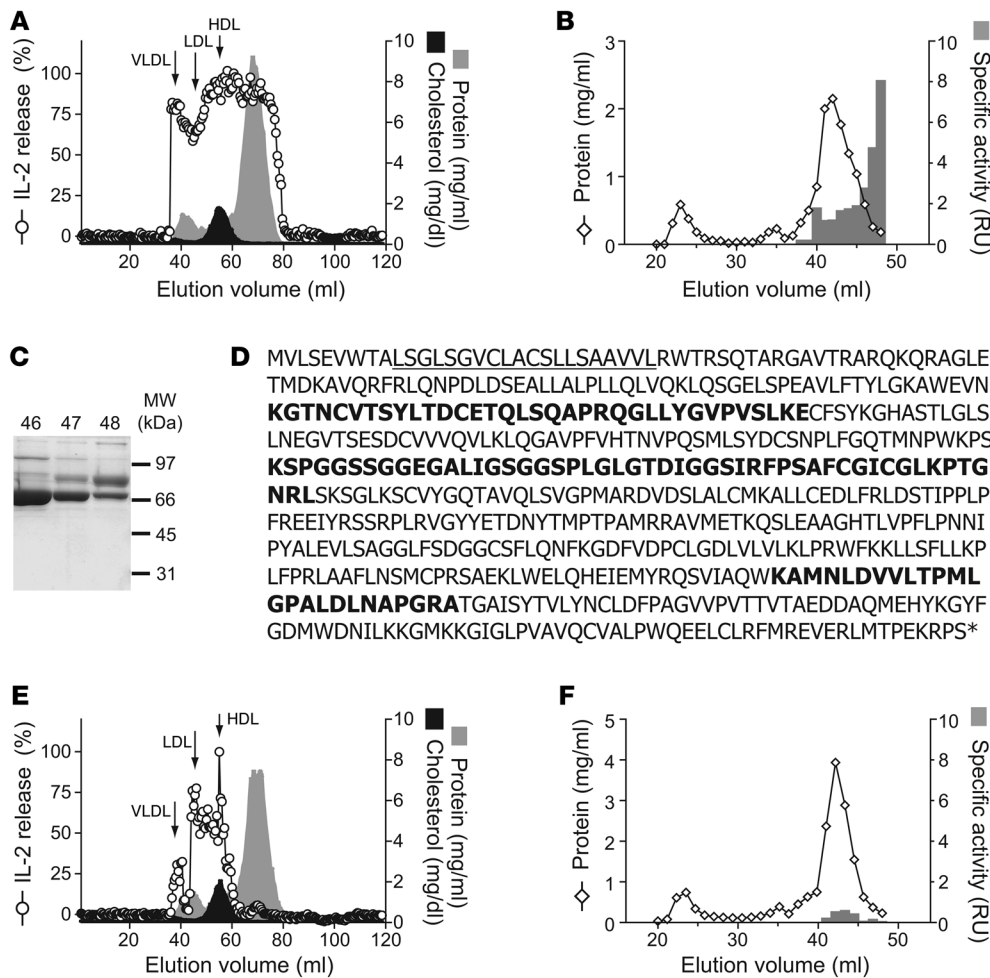 A
IL-2 release (%)
100
75
50
25
0
VLDL
LDL
HDL
10
8
6
4
2
0
Protein (mg/ml)
Cholesterol (mg/dl)
20 40 60 80 100 120
Elution volume (ml)
B
Protein (mg/ml)
3
2
1
0
10
8
6
4
2
0
Specific activity (RU)
20 30 40 50
Elution volume (ml)
C
46 47 48
MW
(kDa)
97
66
45
31
D
MVLSEVWTALSGLSGVCLACSLLSAAVVLRWTRSQTARGAVTRARQKQRAGLE
TMDKAVQRFRLQNPDLDSEALLALPLLQLVQKLQSGELSPEAVLFTYLGKAWEVN
KGTNCVTSYLTDCETQLSQAPRQGLLYGVPVSLKECFSYKGHASTLGLS
LNEGVTSESDCVVVQVLKLQGAVPFVHTNVPQSMLSYDCSNPLFGQTMNPWKPS
KSPGGSSGGEGALIGSGGSPLGLGTDIGGSIRFPSAFCGICGLKPTG
NRLSKSGLKSCVYGQTAVQLSVGPMARDVDSLALCMKALLCEDLFRLDSTIPPLP
FREEIYRSSRPLRVGYYETDNYTMPTPAMRRAVMETKQSLEAAGHTLVPFLPNNI
PYALEVLSAGGLFSDGGCSFLQNFKGDFVDPCLGDLVLVLKLPRWFKKLLSFLLKP
LFPRLAAFLNSMCPRSAEKLWELQHEIEMYRQSVIAQWKAMNLDVVLTPML
GPALDLNAPGRATGAISYTVLYNCLDFPAGVVPVTTVTAEDDAQMEHYKGYF
GDMWDNILKKGMKKGIGLPVAVQCVALPWQEELCLRFMREVERLMTPEKRPS*
E
IL-2 release (%)
100
75
50
25
0
VLDL
LDL
HDL
10
8
6
4
2
0
Protein (mg/ml)
Cholesterol (mg/dl)
20 40 60 80 100 120
Elution volume (ml)
F
Protein (mg/ml)
5
4
3
2
1
0
10
8
6
4
2
0
Specific activity (RU)
20 30 40 50
Elution volume (ml)